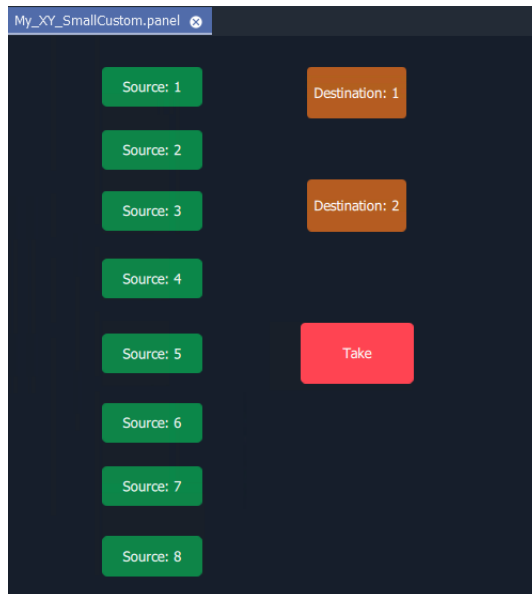 My_XY_SmallCustom.panel
Source: 1
Source: 2
Source: 3
Source: 4
Source: 5
Source: 6
Source: 7
Source: 8
Destination: 1
Destination: 2
Take